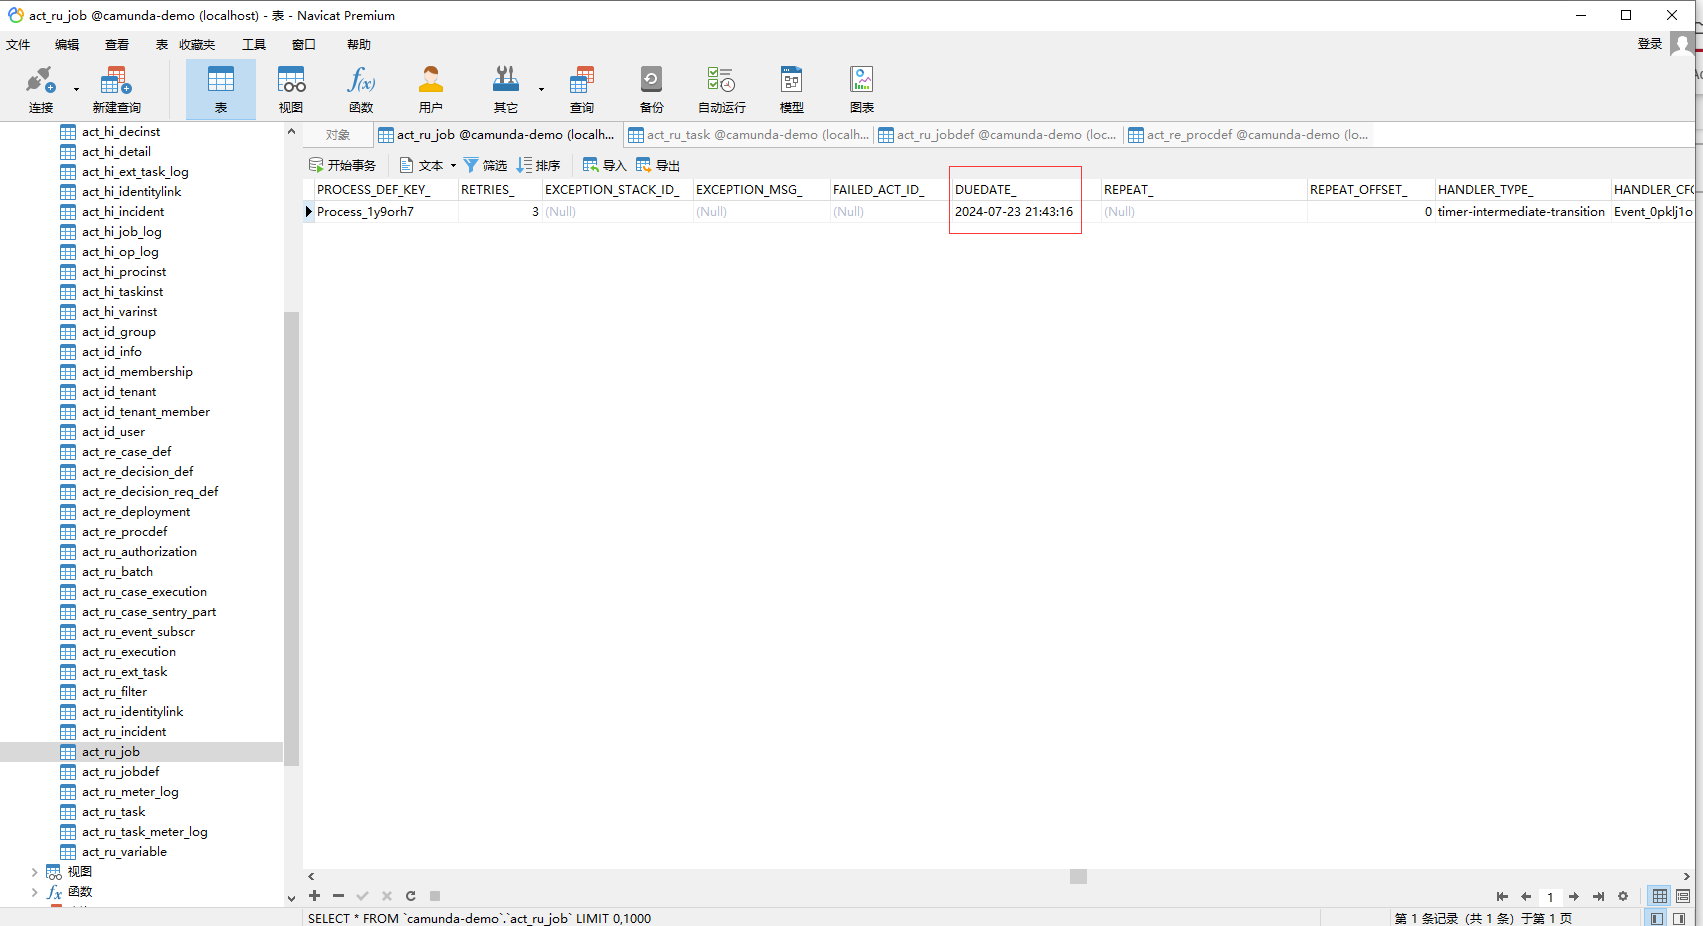 act_ru_job @camunda-demo (localhost) - 表 - Navicat Premium
文件 编辑 查看 表 收藏夹 工具 窗口 帮助 登录
连接 新建查询 表 视图 函数 用户 其它 查询 备份 自动运行 模型 图表
对象 act_ru_job @camunda-demo (localh... act_ru_task @camunda-demo (localh... act_ru_jobdef @camunda-demo (loc... act_re_procdef @camunda-demo (lo...
开始事务 文本 筛选 排序 导入 导出
PROCESS_DEF_KEY_ RETRIES_ EXCEPTION_STACK_ID_ EXCEPTION_MSG_ FAILED_ACT_ID_ DUEDATE_ REPEAT_ REPEAT_OFFSET_ HANDLER_TYPE_ HANDLER_CFG
Process_1y9orh7 3 (Null) (Null) (Null) 2024-07-23 21:43:16 (Null) 0 timer-intermediate-transition Event_0pklj1o
act_hi_decinst
act_hi_detail
act_hi_ext_task_log
act_hi_identitylink
act_hi_incident
act_hi_job_log
act_hi_op_log
act_hi_procinst
act_hi_taskinst
act_hi_varinst
act_id_group
act_id_info
act_id_membership
act_id_tenant
act_id_tenant_member
act_id_user
act_re_case_def
act_re_decision_def
act_re_decision_req_def
act_re_deployment
act_re_procdef
act_ru_authorization
act_ru_batch
act_ru_case_execution
act_ru_case_sentry_part
act_ru_event_subscr
act_ru_execution
act_ru_ext_task
act_ru_filter
act_ru_identitylink
act_ru_incident
act_ru_job
act_ru_jobdef
act_ru_meter_log
act_ru_task
act_ru_task_meter_log
act_ru_variable
视图
函数
1
SELECT * FROM `camunda-demo`.`act_ru_job` LIMIT 0,1000
第 1 条记录 (共 1 条) 于第 1 页